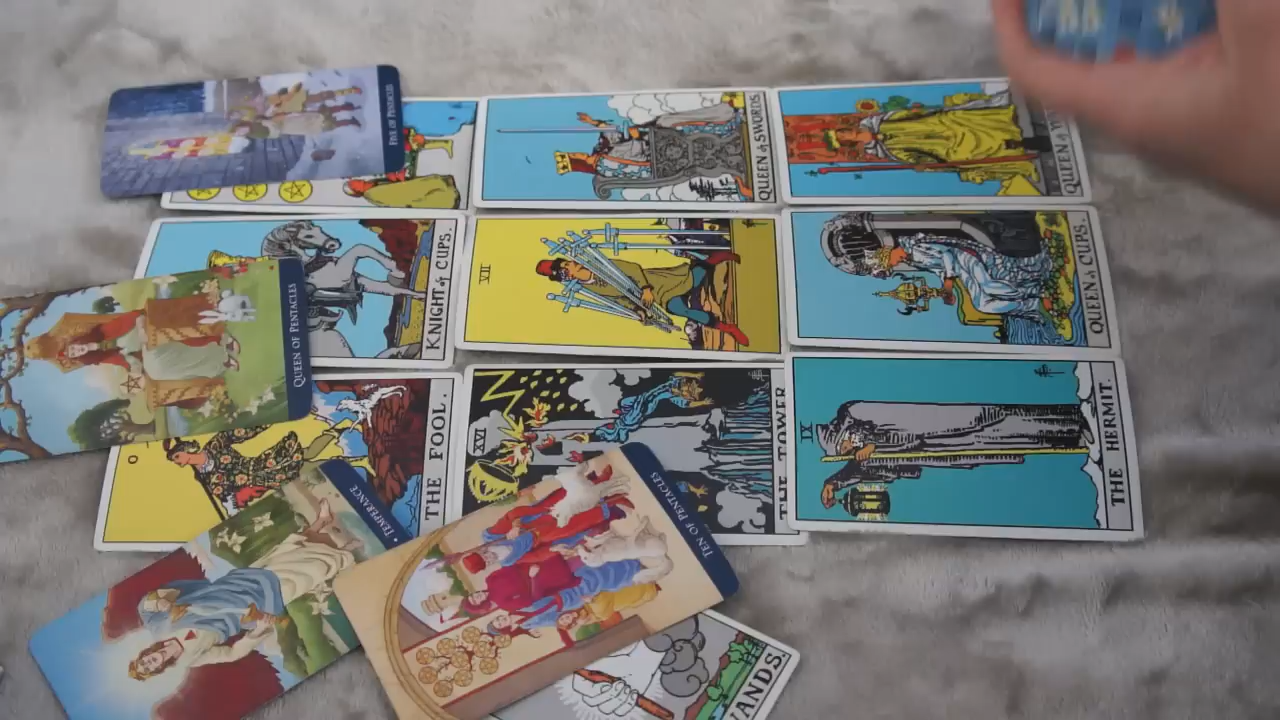 FIVE OF PENTACLES
QUEEN of SWORDS.
QUEEN of
KNIGHT of CUPS.
VII
QUEEN of CUPS.
QUEEN OF PENTACLES
0
THE FOOL.
XVI
THE TOWER
IX
THE HERMIT.
• TEMPERANCE
TEN OF PENTACLES
WANDS.